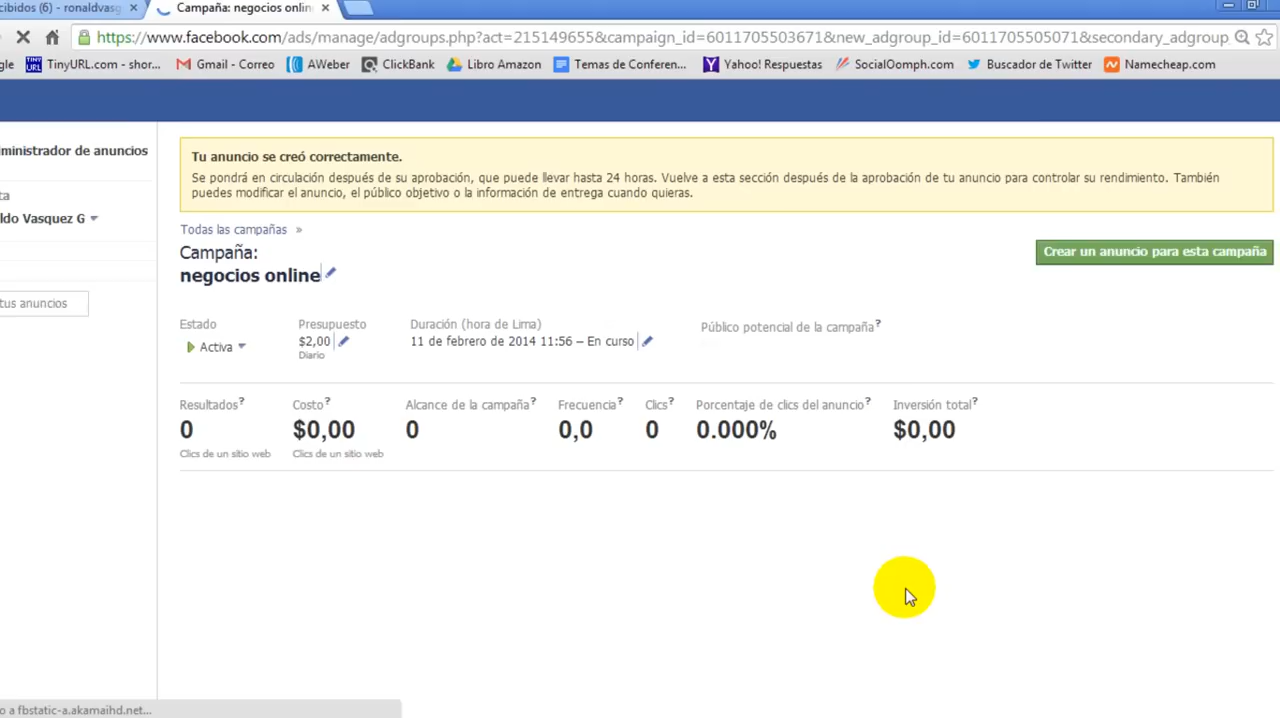 cibidos (6) - ronaldvasg
Campaña: negocios onlin
https://www.facebook.com/ads/manage/adgroups.php?act=215149655&campaign_id=6011705503671&new_adgroup_id=6011705505071&secondary_adgroup_
gle TinyURL.com - shor... Gmail - Correo AWeber ClickBank Libro Amazon Temas de Conferen... Yahoo! Respuestas SocialOomph.com Buscador de Twitter Namecheap.com
ministrador de anuncios
ta
ldo Vasquez G
tus anuncios
Tu anuncio se creó correctamente.
Se pondrá en circulación después de su aprobación, que puede llevar hasta 24 horas. Vuelve a esta sección después de la aprobación de tu anuncio para controlar su rendimiento. También
puedes modificar el anuncio, el público objetivo o la información de entrega cuando quieras.
Todas las campañas »
Campaña:
negocios online
Crear un anuncio para esta campaña
Estado Presupuesto Duración (hora de Lima) Público potencial de la campaña?
Activa $2,00 11 de febrero de 2014 11:56 – En curso
Diario
Resultados? Costo? Alcance de la campaña? Frecuencia? Clics? Porcentaje de clics del anuncio? Inversión total?
0 $0,00 0 0,0 0 0.000% $0,00
Clics de un sitio web Clics de un sitio web
o a fbstatic-a.akamaihd.net...